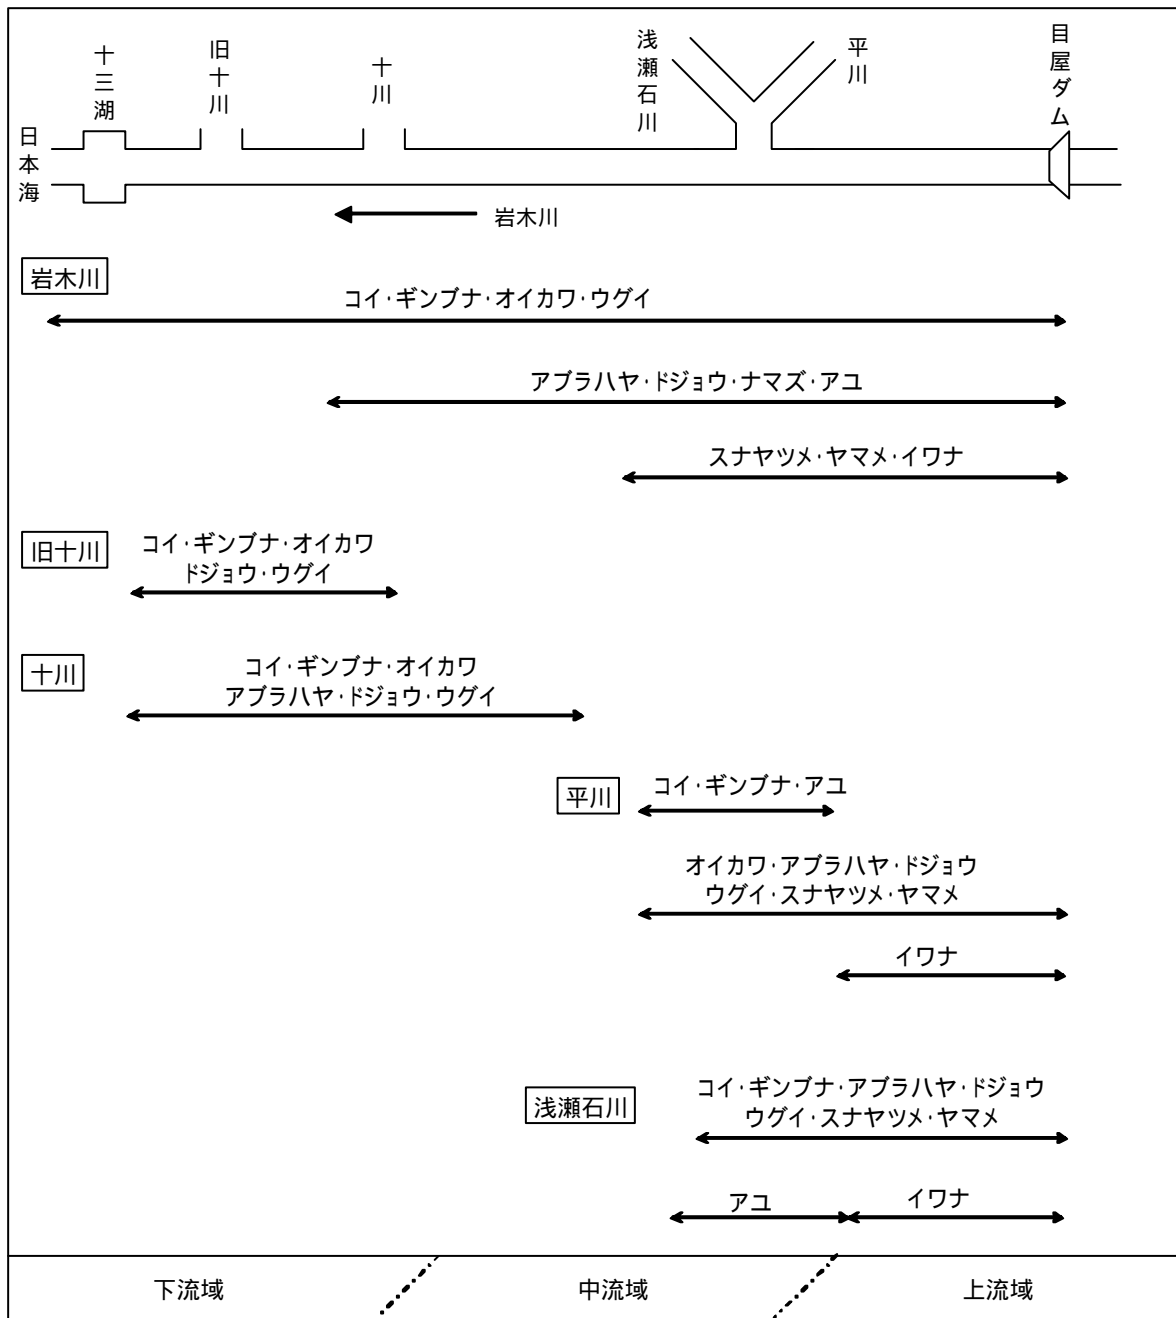 日本海
十三湖
旧十川
十川
浅瀬石川
平川
目屋ダム
岩木川
岩木川
コイ・ギンブナ・オイカワ・ウグイ
アブラハヤ・ドジョウ・ナマズ・アユ
スナヤツメ・ヤマメ・イワナ
旧十川
コイ・ギンブナ・オイカワ
ドジョウ・ウグイ
十川
コイ・ギンブナ・オイカワ
アブラハヤ・ドジョウ・ウグイ
平川
コイ・ギンブナ・アユ
オイカワ・アブラハヤ・ドジョウ
ウグイ・スナヤツメ・ヤマメ
イワナ
浅瀬石川
コイ・ギンブナ・アブラハヤ・ドジョウ
ウグイ・スナヤツメ・ヤマメ
アユ
イワナ
下流域
中流域
上流域